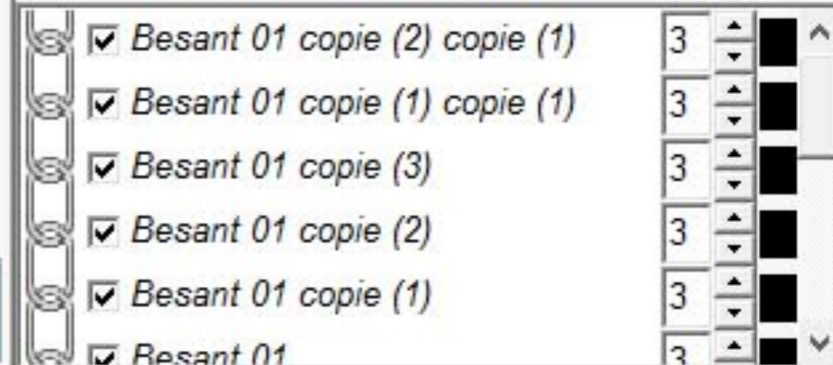 Besant 01 copie (2) copie (1) 3
Besant 01 copie (1) copie (1) 3
Besant 01 copie (3) 3
Besant 01 copie (2) 3
Besant 01 copie (1) 3
Besant 01 3